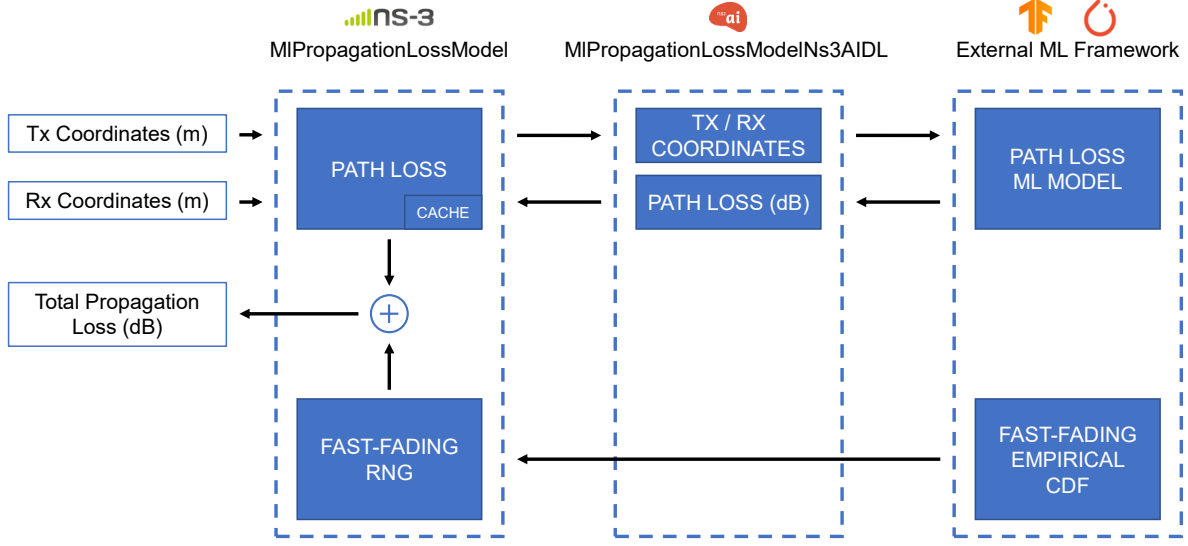 ns-3
ns3
ai
MlPropagationLossModel
MlPropagationLossModelNs3AIDL
External ML Framework
Tx Coordinates (m)
Rx Coordinates (m)
PATH LOSS
CACHE
TX / RX
COORDINATES
PATH LOSS (dB)
PATH LOSS
ML MODEL
Total Propagation
Loss (dB)
FAST-FADING
RNG
FAST-FADING
EMPIRICAL
CDF